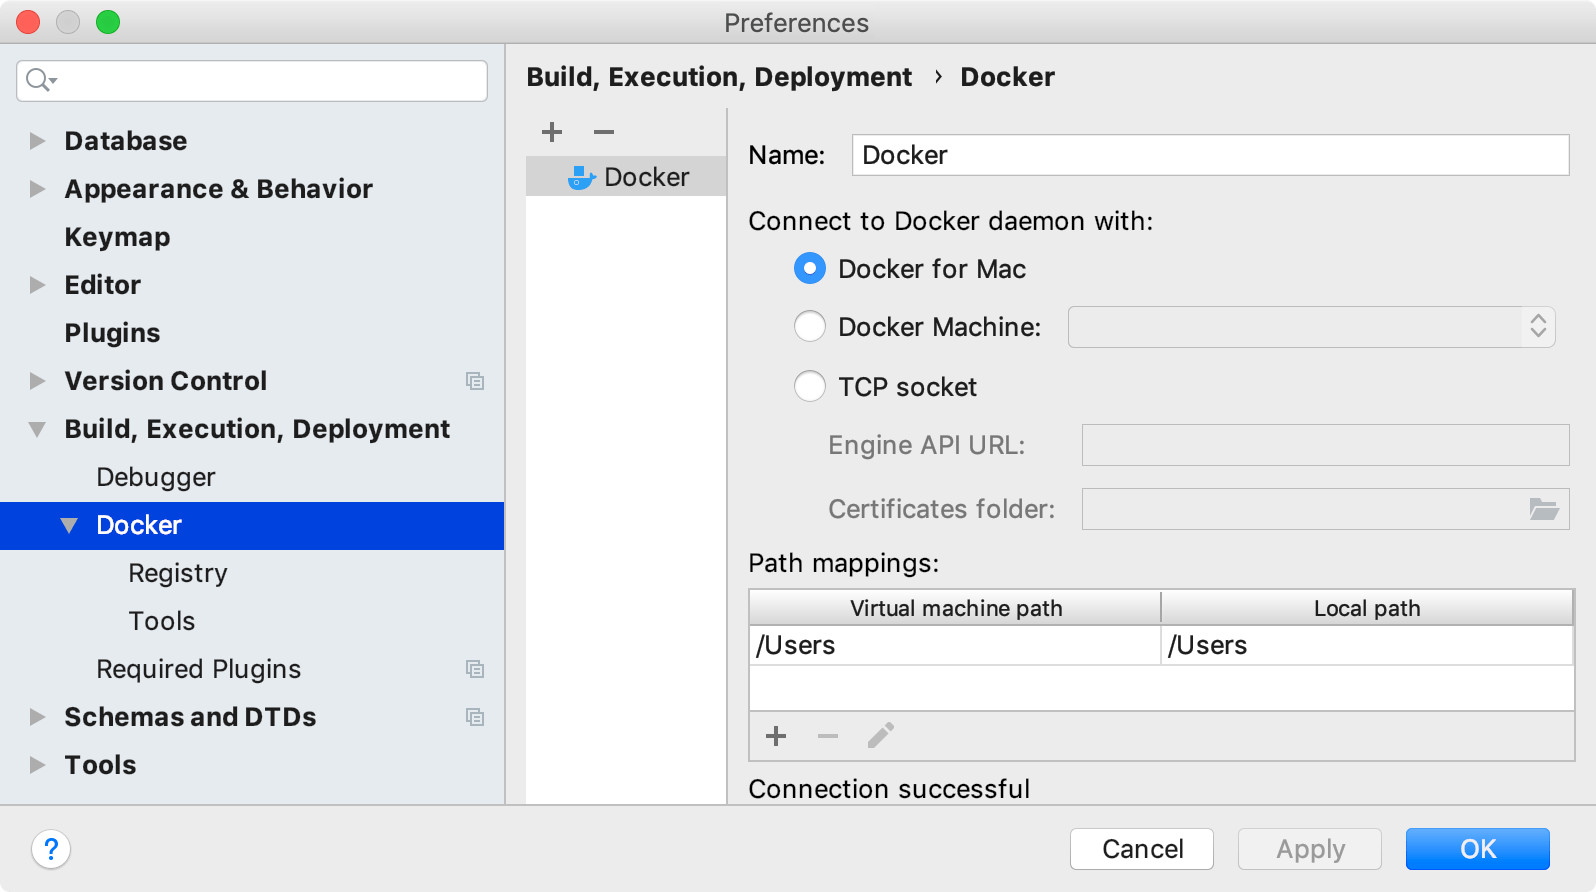 Preferences
Database
Appearance & Behavior
Keymap
Editor
Plugins
Version Control
Build, Execution, Deployment
Debugger
Docker
Registry
Tools
Required Plugins
Schemas and DTDs
Tools
Build, Execution, Deployment › Docker
Docker
Name: Docker
Connect to Docker daemon with:
Docker for Mac
Docker Machine:
TCP socket
Engine API URL:
Certificates folder:
Path mappings:
Virtual machine path Local path
/Users /Users
Connection successful
? Cancel Apply OK